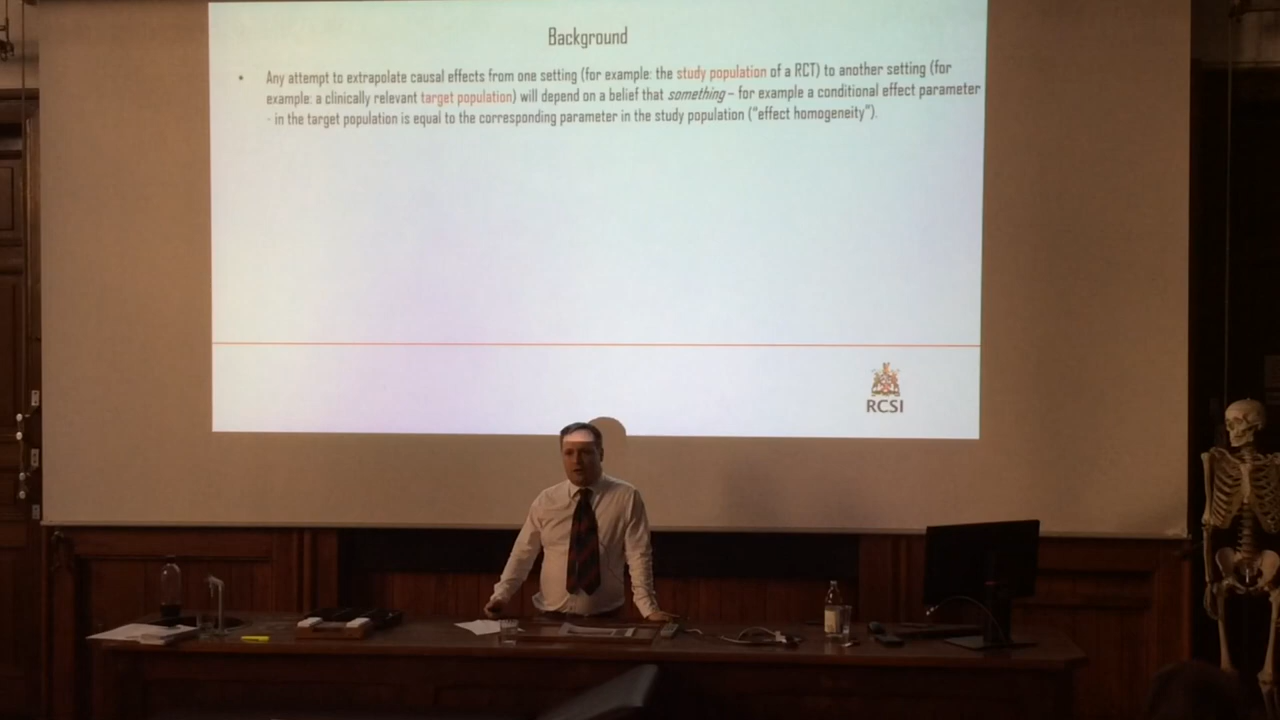 Background
• Any attempt to extrapolate causal effects from one setting (for example: the study population of a RCT) to another setting (for
example: a clinically relevant target population) will depend on a belief that something – for example a conditional effect parameter
- in the target population is equal to the corresponding parameter in the study population ("effect homogeneity").
RCSI